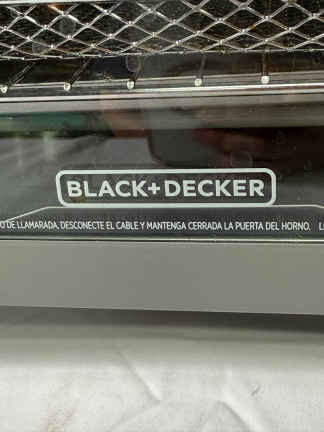 BLACK+DECKER
O DE LLAMARADA, DESCONECTE EL CABLE Y MANTENGA CERRADA LA PUERTA DEL HORNO.